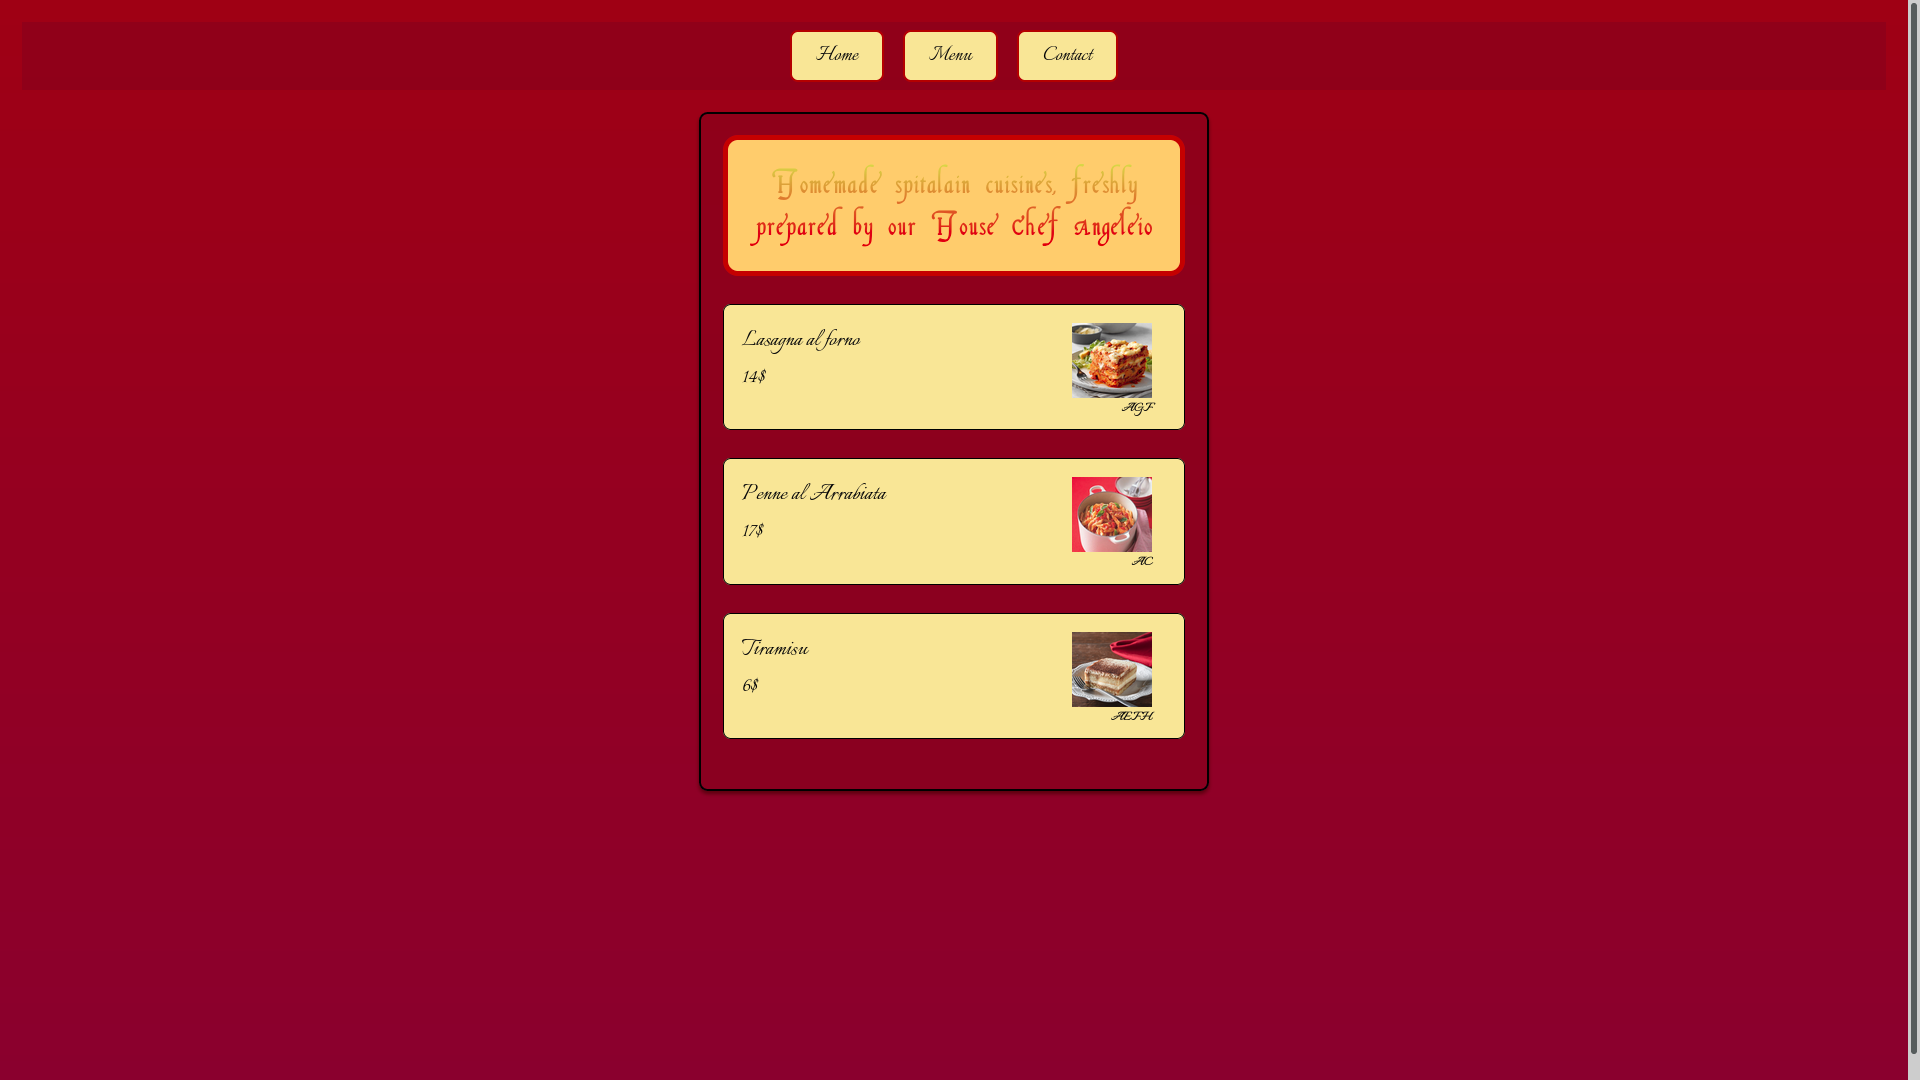 Home
Menu
Contact
Homemade spitalain cuisines, freshly
prepared by our House Chef Angeleio
Lasagna al forno
14$
AGF
Penne al Arrabiata
17$
AC
Tiramisu
6$
AEFH